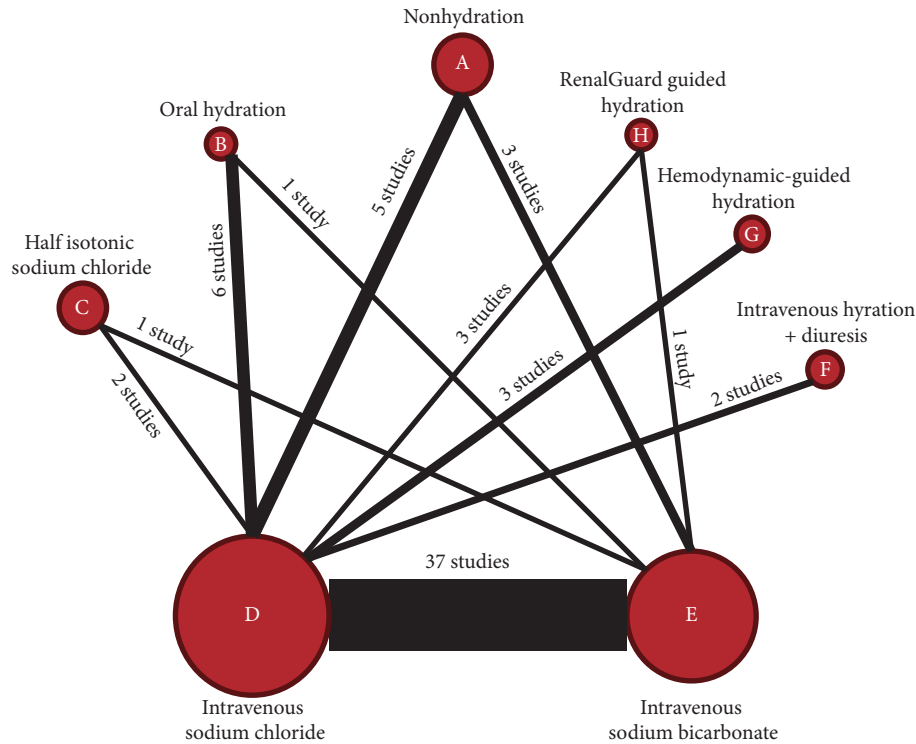 Nonhydration
A
RenalGuard guided
hydration
H
Oral hydration
B
Hemodynamic-guided
hydration
G
Half isotonic
sodium chloride
C
Intravenous hyration
+ diuresis
F
5 studies
3 studies
1 study
6 studies
3 studies
1 study
2 studies
1 study
3 studies
2 studies
37 studies
D
E
Intravenous
sodium chloride
Intravenous
sodium bicarbonate